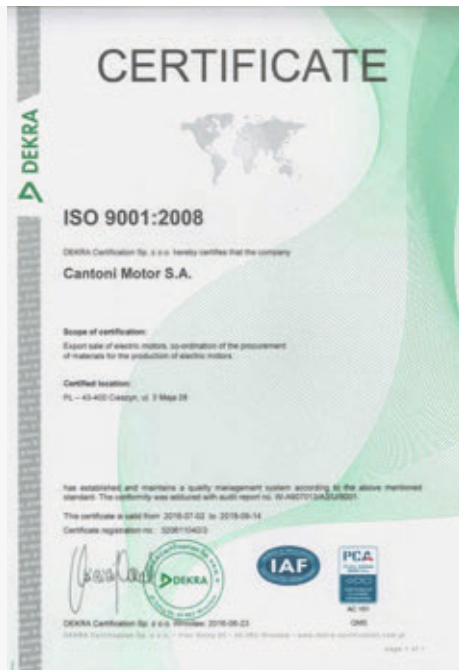 CERTIFICATE
DEKRA
ISO 9001:2008
DEKRA Certification Sp. z o.o. hereby certifies that the company
Cantoni Motor S.A.
Scope of certification:
Export sale of electric motors, co-ordination of the procurement
of materials for the production of electric motors.
Certified location:
PL – 43-400 Cieszyn, ul. 3 Maja 28
has established and maintains a quality management system according to the above mentioned
standard. The conformity was adduced with audit report no.
This certificate is valid from 2016-07-02 to 2018-09-14
Certificate registration no.:
DEKRA
IAF
PCA
AC 161
QMS
DEKRA Certification Sp. z o.o. Wrocław: 2016-06-23
page 1 of 1